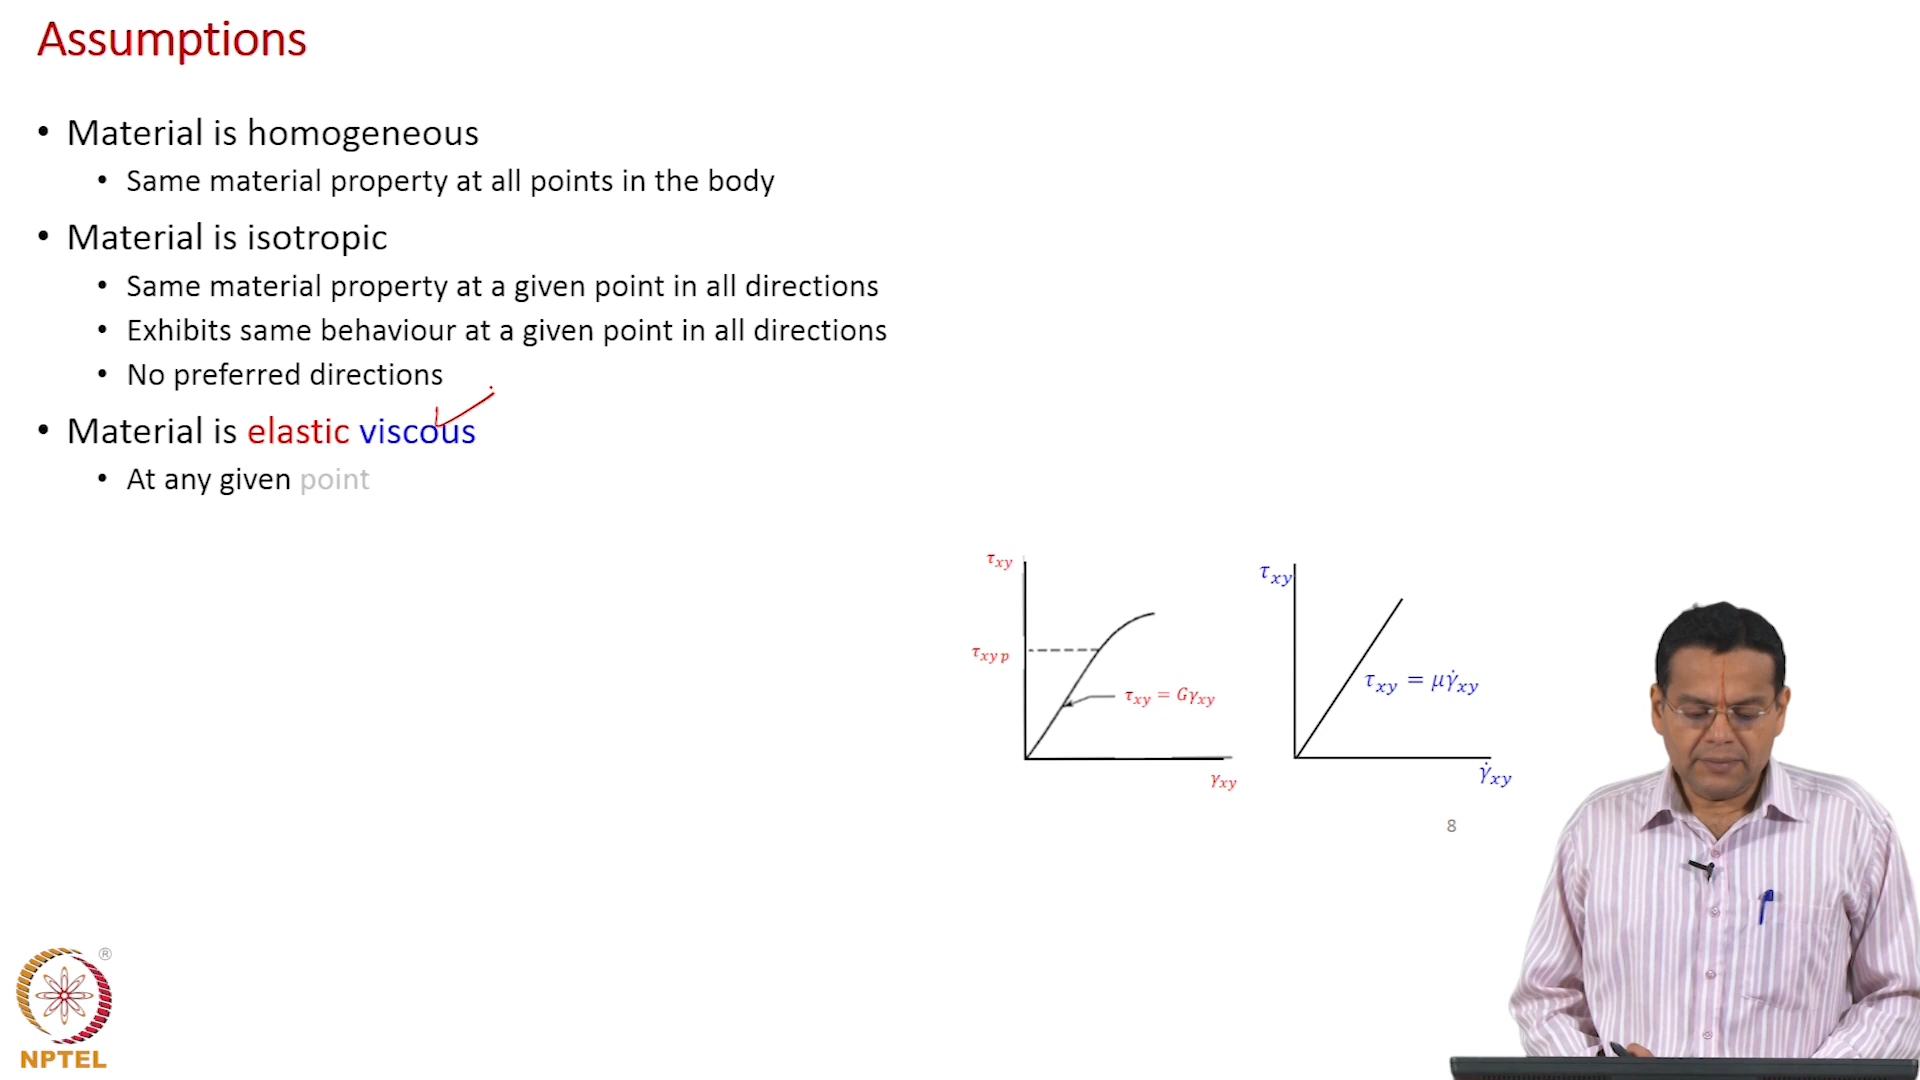 Assumptions
• Material is homogeneous
• Same material property at all points in the body
• Material is isotropic
• Same material property at a given point in all directions
• Exhibits same behaviour at a given point in all directions
• No preferred directions
• Material is elastic viscous
• At any given point
τxy
τxy p
τxy = Gγxy
γxy
τxy
τxy = μγ̇xy
γ̇xy
8
®
NPTEL